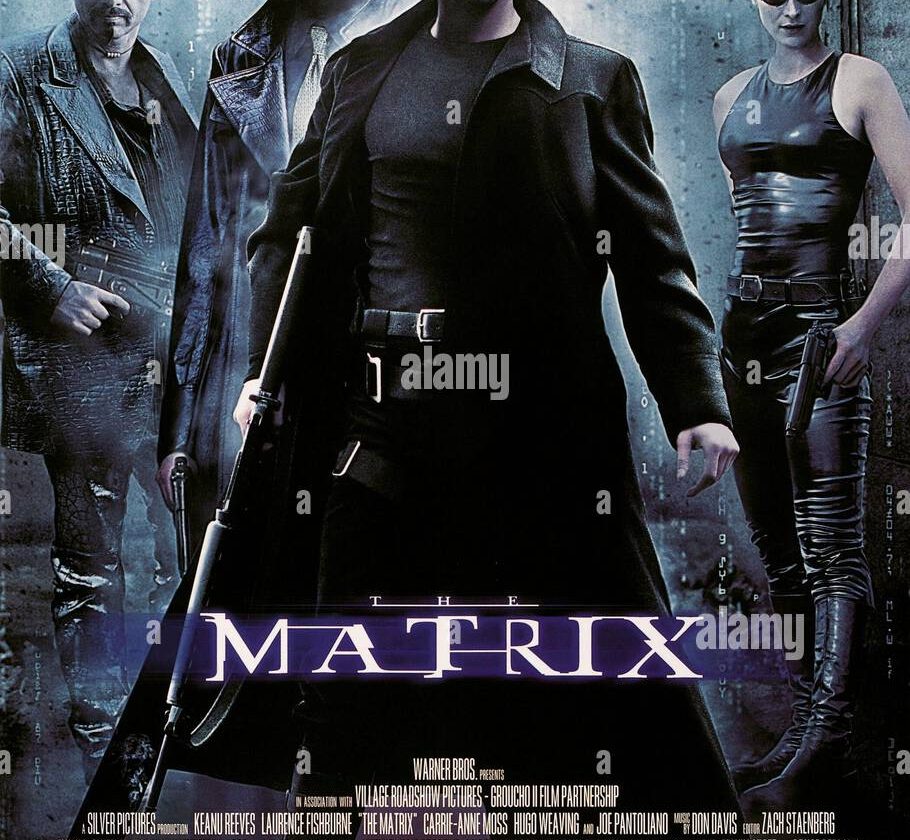 alamy
a
THE
MATRIX
WARNER BROS. PRESENTS
IN ASSOCIATION WITH VILLAGE ROADSHOW PICTURES - GROUCHO II FILM PARTNERSHIP
A SILVER PICTURES PRODUCTION KEANU REEVES LAURENCE FISHBURNE "THE MATRIX" CARRIE-ANNE MOSS HUGO WEAVING AND JOE PANTOLIANO MUSIC BY DON DAVIS EDITOR ZACH STAENBERG